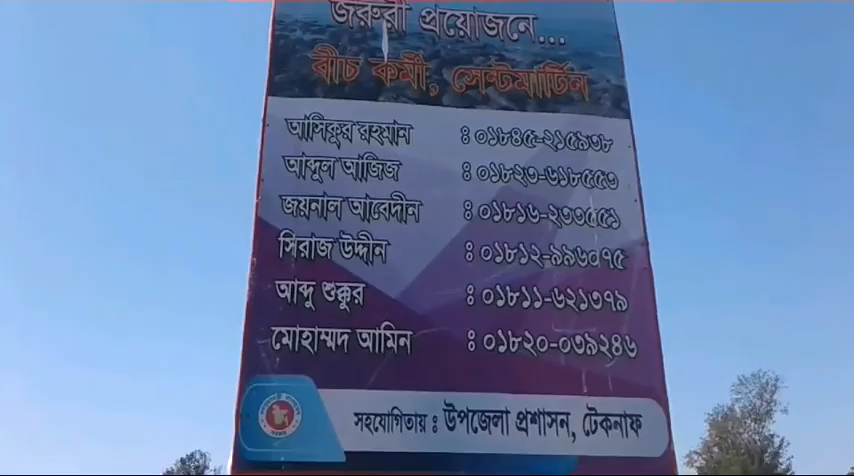 জরুরী প্রয়োজনে...
বীচ কর্মী, সেন্টমার্টিন
আসিকুর রহমান : ০১৮৪৫-২১৫৯৩৮
আব্দুল আজিজ : ০১৮২৩-৬১৮৫৫৩
জয়নাল আবেদীন : ০১৮১৬-২৩৩৫৫১
সিরাজ উদ্দীন : ০১৮১২-৯৯৬০৭৫
আব্দু শুক্কুর : ০১৮১১-৬২১৩৭৯
মোহাম্মদ আমিন : ০১৮২০-০৩৯২৪৬
সহযোগিতায় : উপজেলা প্রশাসন, টেকনাফ